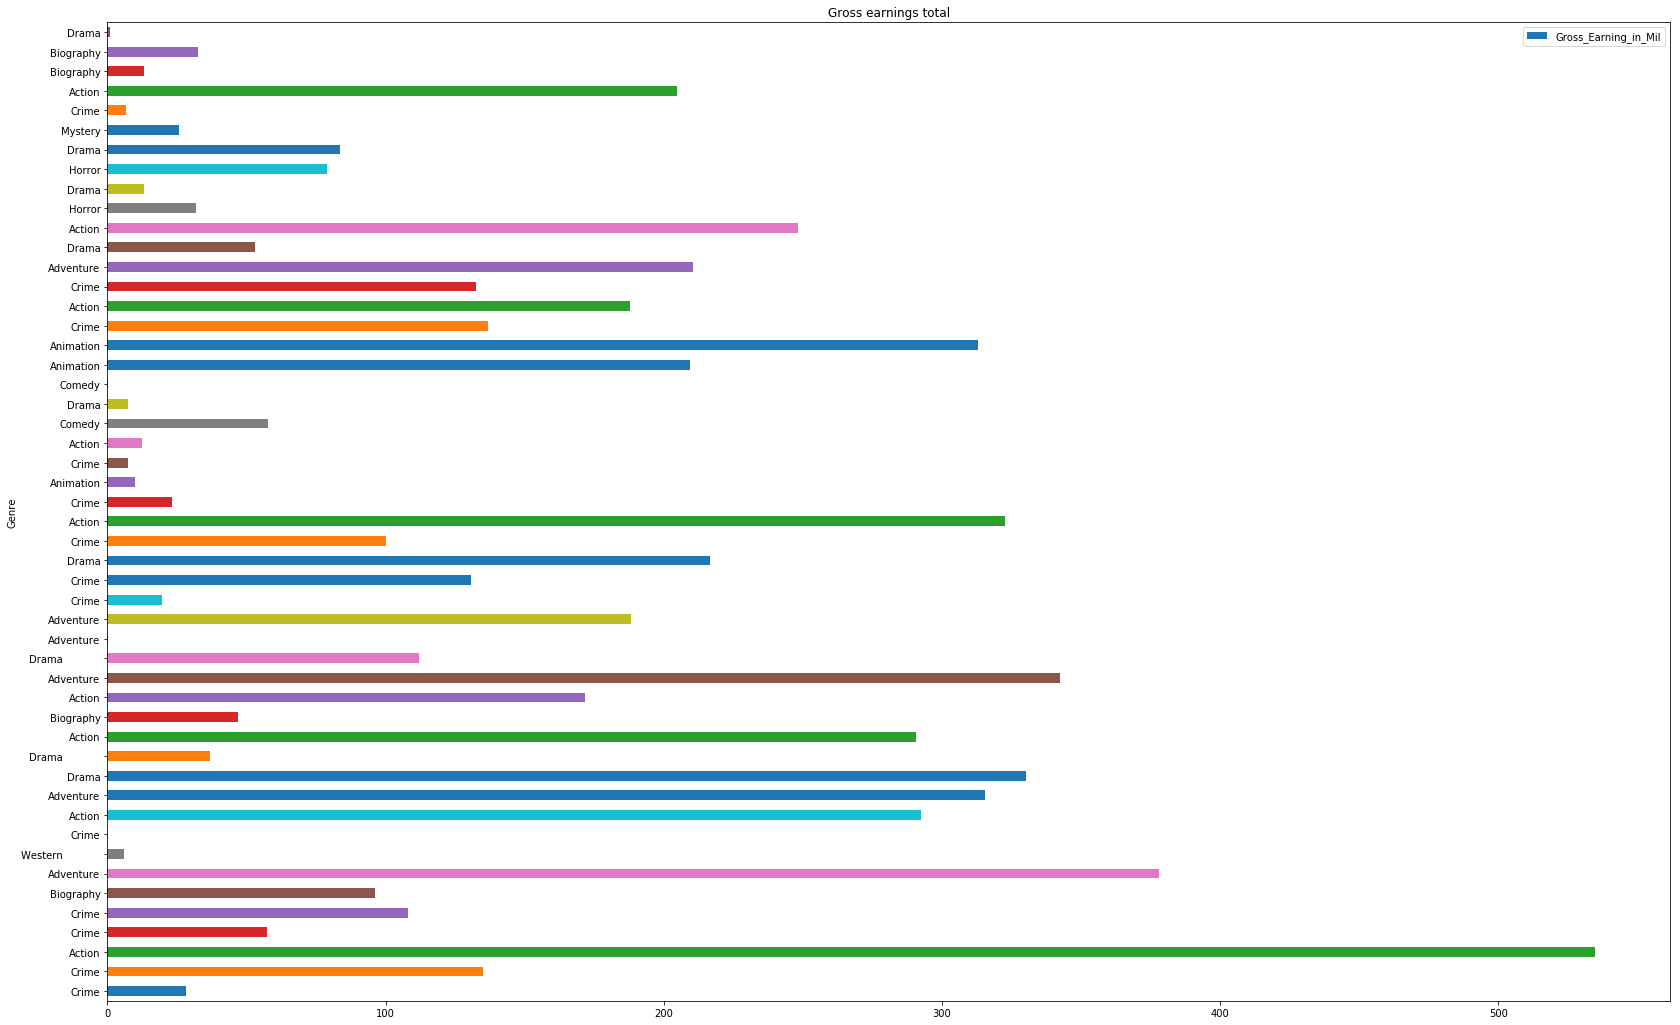 Gross earnings total
Gross_Earning_in_Mil
Genre
Drama
Biography
Biography
Action
Crime
Mystery
Drama
Horror
Drama
Horror
Action
Drama
Adventure
Crime
Action
Crime
Animation
Animation
Comedy
Drama
Comedy
Action
Crime
Animation
Crime
Action
Crime
Drama
Crime
Crime
Adventure
Adventure
Drama
Adventure
Action
Biography
Action
Drama
Drama
Adventure
Action
Crime
Western
Adventure
Biography
Crime
Crime
Action
Crime
Crime
0 100 200 300 400 500